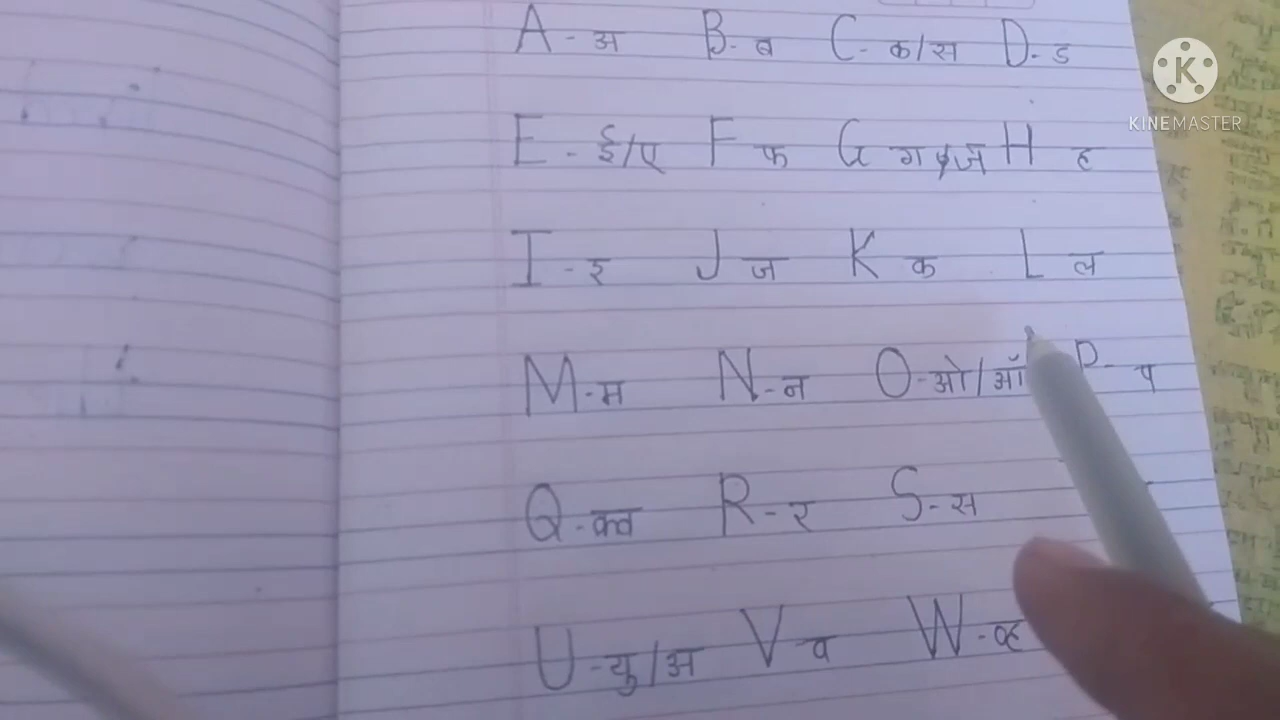 A - अ B - ब C - क/स D - ड
E - ई/ए F फ G ग/ज H ह
I - इ J ज K क L ल
M - म N - न O - ओ/ऑ P - प
Q - क्व R - र S - स
U - यु/अ V व W - व्ह
K
KINEMASTER